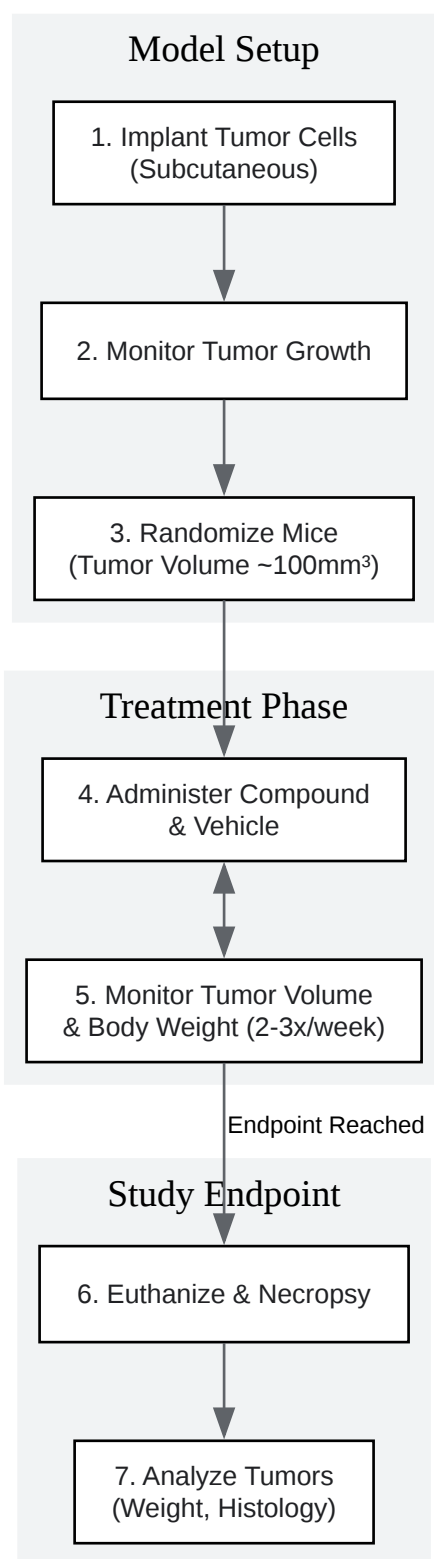 Model Setup
1. Implant Tumor Cells
(Subcutaneous)
2. Monitor Tumor Growth
3. Randomize Mice
(Tumor Volume ~100mm³)
Treatment Phase
4. Administer Compound
& Vehicle
5. Monitor Tumor Volume
& Body Weight (2-3x/week)
Endpoint Reached
Study Endpoint
6. Euthanize & Necropsy
7. Analyze Tumors
(Weight, Histology)